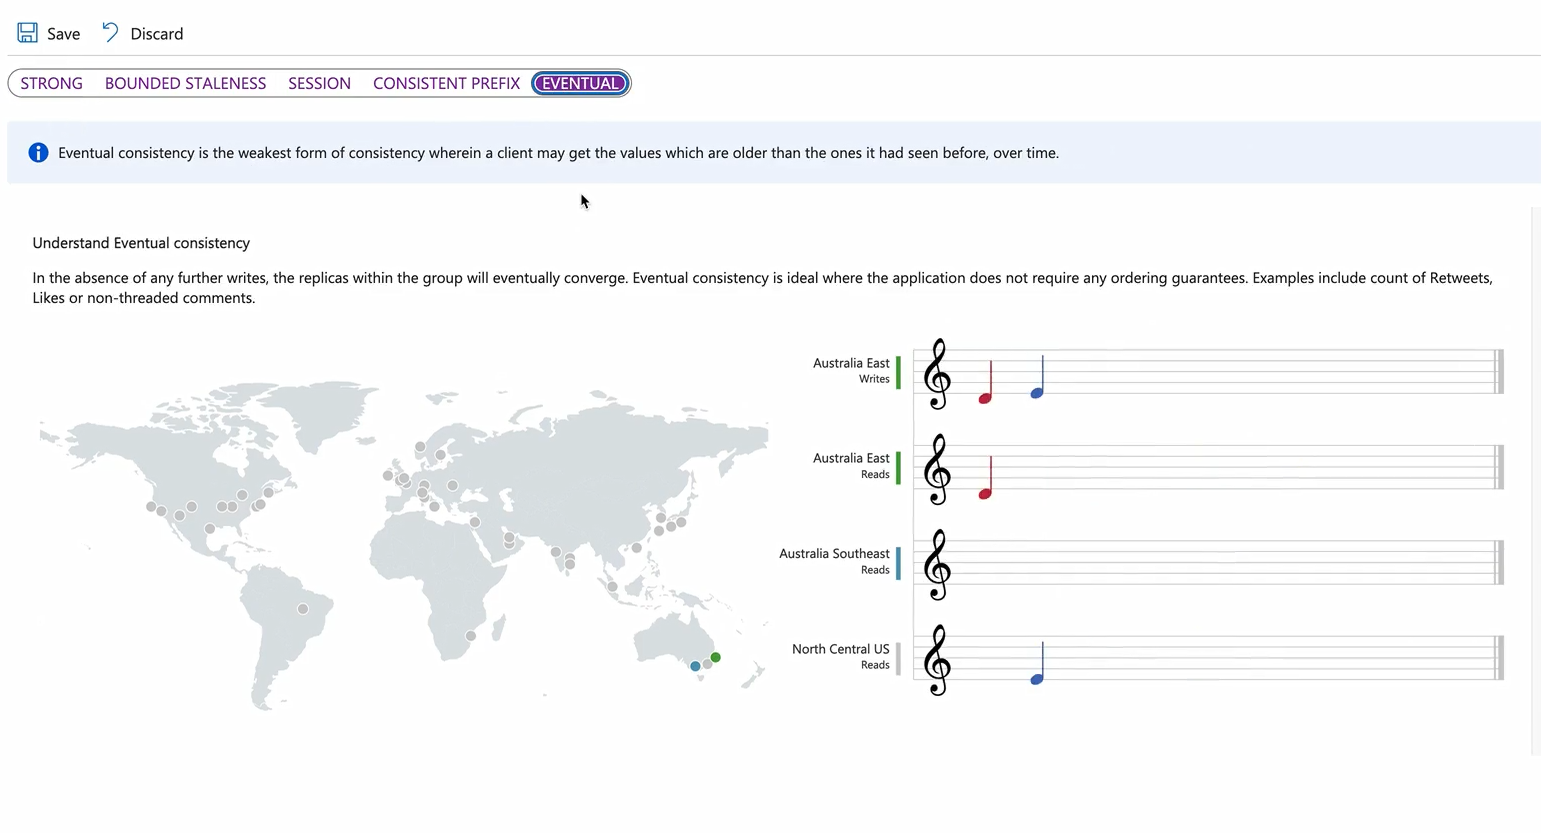 Save Discard
STRONG BOUNDED STALENESS SESSION CONSISTENT PREFIX EVENTUAL
Eventual consistency is the weakest form of consistency wherein a client may get the values which are older than the ones it had seen before, over time.
Understand Eventual consistency
In the absence of any further writes, the replicas within the group will eventually converge. Eventual consistency is ideal where the application does not require any ordering guarantees. Examples include count of Retweets,
Likes or non-threaded comments.
Australia East
Writes
Australia East
Reads
Australia Southeast
Reads
North Central US
Reads